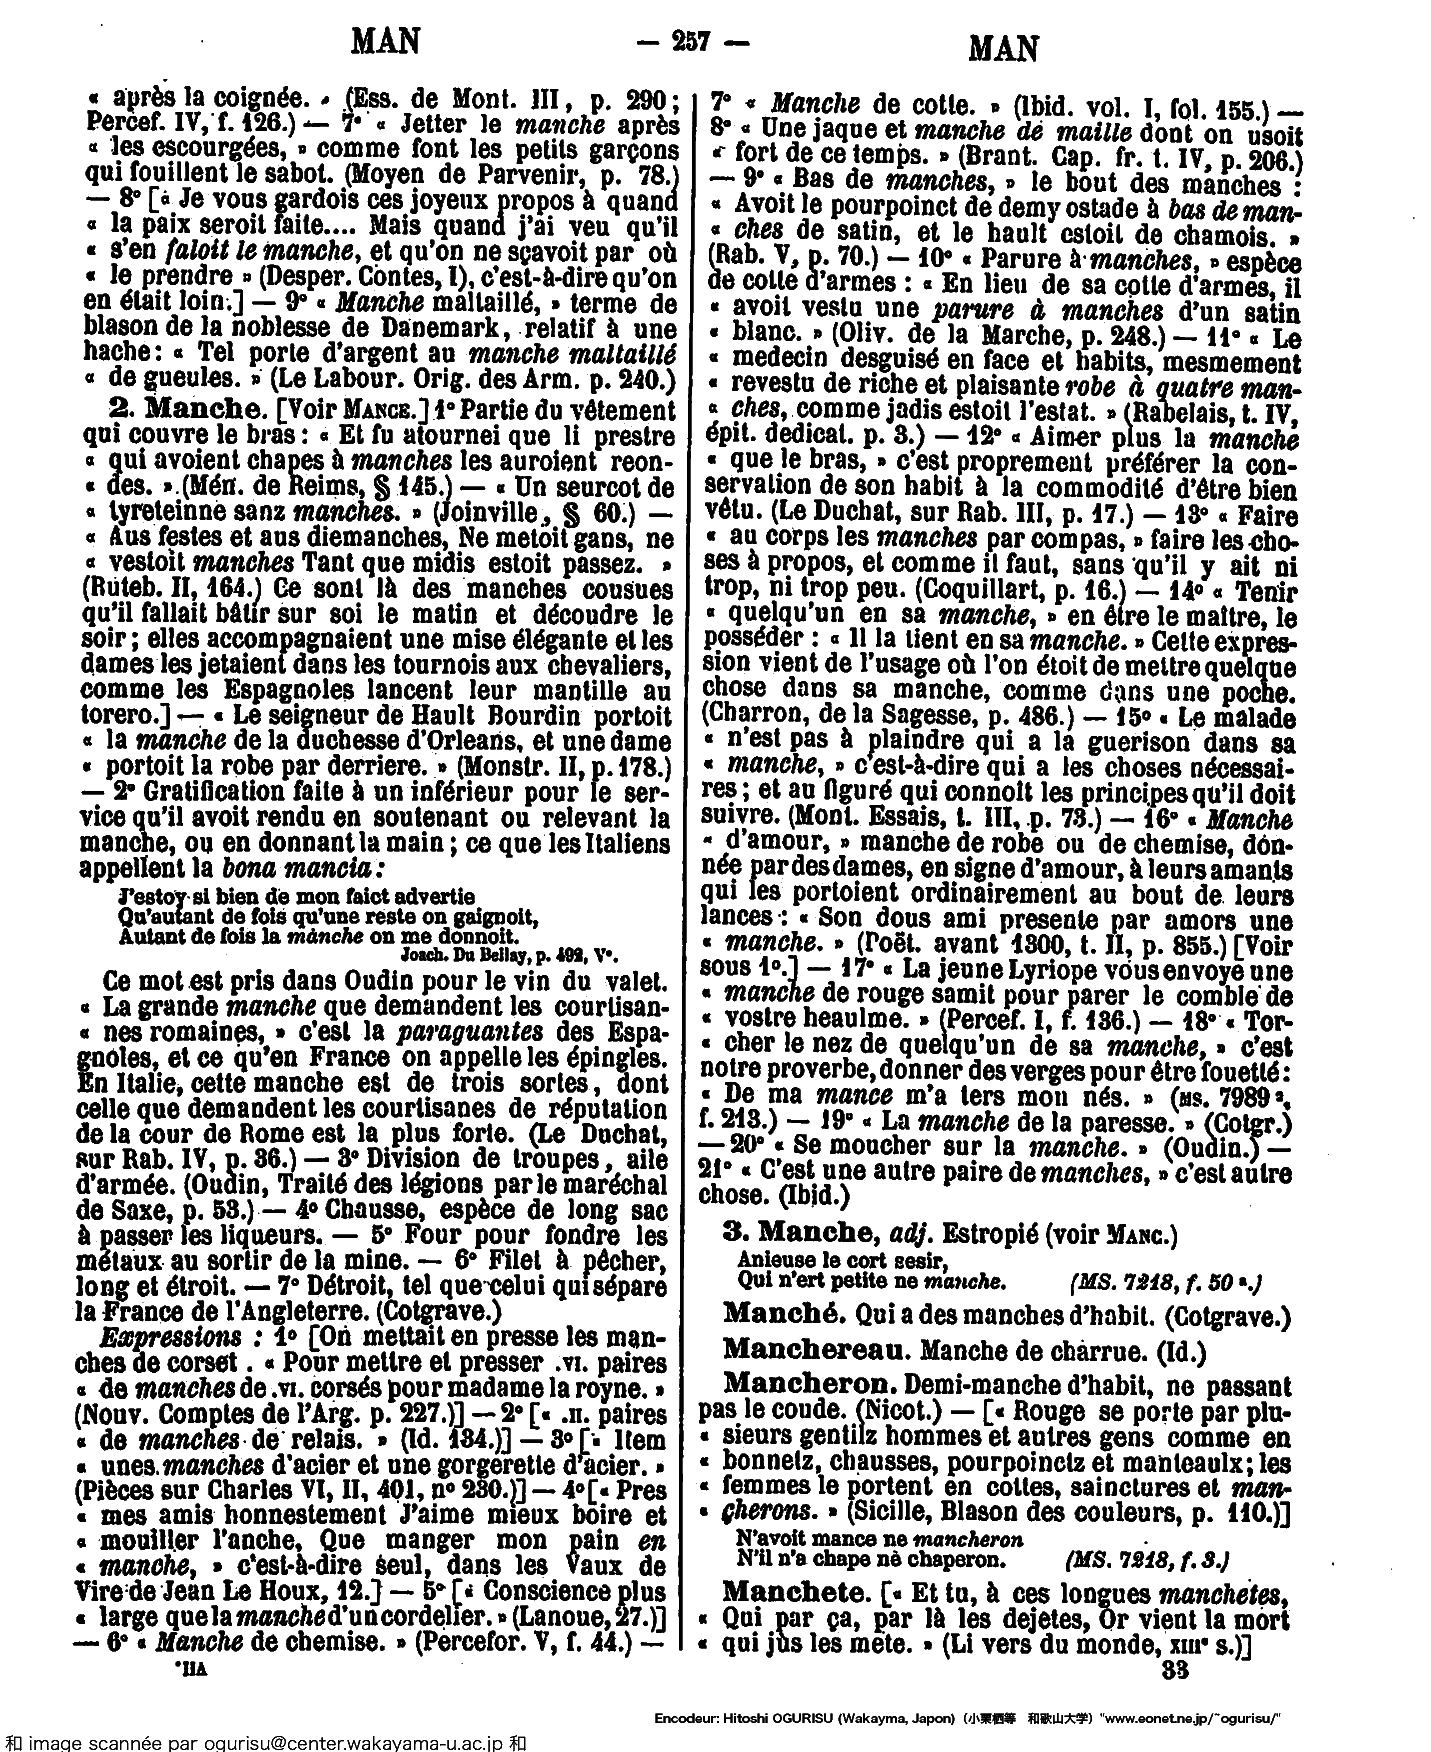 MAN — 257 — MAN
« après la coignée. » (Ess. de Mont. III, p. 290;
Percef. IV, f. 126.) — 7° « Jetter le manche après
« les escourgées, » comme font les petits garçons
qui fouillent le sabot. (Moyen de Parvenir, p. 78.)
— 8° [« Je vous gardois ces joyeux propos à quand
« la paix seroit faite.... Mais quand j'ai veu qu'il
« s'en faloit le manche, et qu'on ne sçavoit par où
« le prendre » (Desper. Contes, I), c'est-à-dire qu'on
en était loin.] — 9° « Manche maltaillé, » terme de
blason de la noblesse de Danemark, relatif à une
hache: « Tel porte d'argent au manche maltaillé
« de gueules. » (Le Labour. Orig. des Arm. p. 240.)
2. Manche. [Voir MANCE.] 1° Partie du vêtement
qui couvre le bras : « Et fu atournei que li prestre
« qui avoient chapes à manches les auroient reon-
« des. » (Mén. de Reims, § 145.) — « Un seurcot de
« tyreteinne sanz manches. » (Joinville, § 60.) —
« Aus festes et aus diemanches, Ne metoit gans, ne
« vestoit manches Tant que midis estoit passez. »
(Ruteb. II, 164.) Ce sont là des manches cousues
qu'il fallait bâtir sur soi le matin et découdre le
soir ; elles accompagnaient une mise élégante et les
dames les jetaient dans les tournois aux chevaliers,
comme les Espagnoles lancent leur mantille au
torero.] — « Le seigneur de Hault Bourdin portoit
« la manche de la duchesse d'Orleans, et une dame
« portoit la robe par derriere. » (Monstr. II, p. 178.)
— 2° Gratification faite à un inférieur pour le ser-
vice qu'il avoit rendu en soutenant ou relevant la
manche, ou en donnant la main ; ce que les Italiens
appellent la bona mancia :
J'estoy si bien de mon faict advertie
Qu'autant de fois qu'une reste on gaignoit,
Autant de fois la manche on me donnoit.
Joach. Du Bellay, p. 492, V°.
Ce mot est pris dans Oudin pour le vin du valet.
« La grande manche que demandent les courtisan-
« nes romaines, » c'est la paraguantes des Espa-
gnoles, et ce qu'en France on appelle les épingles.
En Italie, cette manche est de trois sortes, dont
celle que demandent les courtisanes de réputation
de la cour de Rome est la plus forte. (Le Duchat,
sur Rab. IV, p. 36.) — 3° Division de troupes, aile
d'armée. (Oudin, Traité des légions par le maréchal
de Saxe, p. 53.) — 4° Chausse, espèce de long sac
à passer les liqueurs. — 5° Four pour fondre les
métaux au sortir de la mine. — 6° Filet à pêcher,
long et étroit. — 7° Détroit, tel que celui qui sépare
la France de l'Angleterre. (Cotgrave.)
Expressions : 1° [On mettait en presse les man-
ches de corset . « Pour mettre et presser .VI. paires
« de manches de .VI. corsés pour madame la royne. »
(Nouv. Comptes de l'Arg. p. 227.)] — 2° [« .II. paires
« de manches de relais. » (Id. 134.)] — 3° [« Item
« unes manches d'acier et une gorgerette d'acier. »
(Pièces sur Charles VI, II, 401, n° 230.)] — 4° [« Pres
« mes amis honnestement J'aime mieux boire et
« mouiller l'anche, Que manger mon pain en
« manche, » c'est-à-dire seul, dans les Vaux de
Vire de Jean Le Houx, 12.] — 5° [« Conscience plus
« large que la manche d'un cordelier. » (Lanoue, 27.)]
— 6° « Manche de chemise. » (Percefor. V, f. 44.) —
VIII
7° « Manche de cotte. » (Ibid. vol. I, fol. 155.) —
8° « Une jaque et manche de maille dont on usoit
« fort de ce temps. » (Brant. Cap. fr. t. IV, p. 206.)
— 9° « Bas de manches, » le bout des manches :
« Avoit le pourpoinct de demy ostade à bas de man-
« ches de satin, et le hault estoit de chamois. »
(Rab. V, p. 70.) — 10° « Parure à manches, » espèce
de cotte d'armes : « En lieu de sa cotte d'armes, il
« avoit vestu une parure à manches d'un satin
« blanc. » (Oliv. de la Marche, p. 248.) — 11° « Le
« medecin desguisé en face et habits, mesmement
« revestu de riche et plaisante robe à quatre man-
« ches, comme jadis estoit l'estat. » (Rabelais, t. IV,
épit. dedicat. p. 3.) — 12° « Aimer plus la manche
« que le bras, » c'est proprement préférer la con-
servation de son habit à la commodité d'être bien
vêtu. (Le Duchat, sur Rab. III, p. 17.) — 13° « Faire
« au corps les manches par compas, » faire les cho-
ses à propos, et comme il faut, sans qu'il y ait ni
trop, ni trop peu. (Coquillart, p. 16.) — 14° « Tenir
« quelqu'un en sa manche, » en être le maître, le
posséder : « Il la tient en sa manche. » Cette expres-
sion vient de l'usage où l'on étoit de mettre quelque
chose dans sa manche, comme dans une poche.
(Charron, de la Sagesse, p. 486.) — 15° « Le malade
« n'est pas à plaindre qui a la guerison dans sa
« manche, » c'est-à-dire qui a les choses nécessai-
res ; et au figuré qui connoît les principes qu'il doit
suivre. (Mont. Essais, t. III, p. 73.) — 16° « Manche
« d'amour, » manche de robe ou de chemise, don-
née par des dames, en signe d'amour, à leurs amants
qui les portoient ordinairement au bout de leurs
lances : « Son dous ami presente par amors une
« manche. » (Poët. avant 1300, t. II, p. 855.) [Voir
sous 1°.] — 17° « La jeune Lyriope vous envoye une
« manche de rouge samit pour parer le comble de
« vostre heaulme. » (Percef. I, f. 136.) — 18° « Tor-
« cher le nez de quelqu'un de sa manche, » c'est
notre proverbe, donner des verges pour être fouetté :
« De ma mance m'a ters mon nés. » (MS. 7989 ²,
f. 213.) — 19° « La manche de la paresse. » (Cotgr.)
— 20° « Se moucher sur la manche. » (Oudin.) —
21° « C'est une autre paire de manches, » c'est autre
chose. (Ibid.)
3. Manche, adj. Estropié (voir MANC.)
Anieuse le cort sesir,
Qui n'ert petite ne manche. (MS. 7218, f. 50 ª.)
Manché. Qui a des manches d'habit. (Cotgrave.)
Manchereau. Manche de charrue. (Id.)
Mancheron. Demi-manche d'habit, ne passant
pas le coude. (Nicot.) — [« Rouge se porte par plu-
« sieurs gentilz hommes et autres gens comme en
« bonnetz, chausses, pourpoinctz et manteaulx; les
« femmes le portent en cottes, sainctures et man-
« cherons. » (Sicille, Blason des couleurs, p. 110.)]
N'avoit mance ne mancheron
N'il n'a chape nè chaperon. (MS. 7218, f. 3.)
Manchete. [« Et tu, à ces longues manchetes,
« Qui par ça, par là les dejetes, Or vient la mort
« qui jus les mete. » (Li vers du monde, XIII° s.)]
33
Encodeur: Hitoshi OGURISU (Wakayma, Japon) (小栗栖等 和歌山大学) "www.eonet.ne.jp/~ogurisu/"
和 image scannée par ogurisu@center.wakayama-u.ac.jp 和